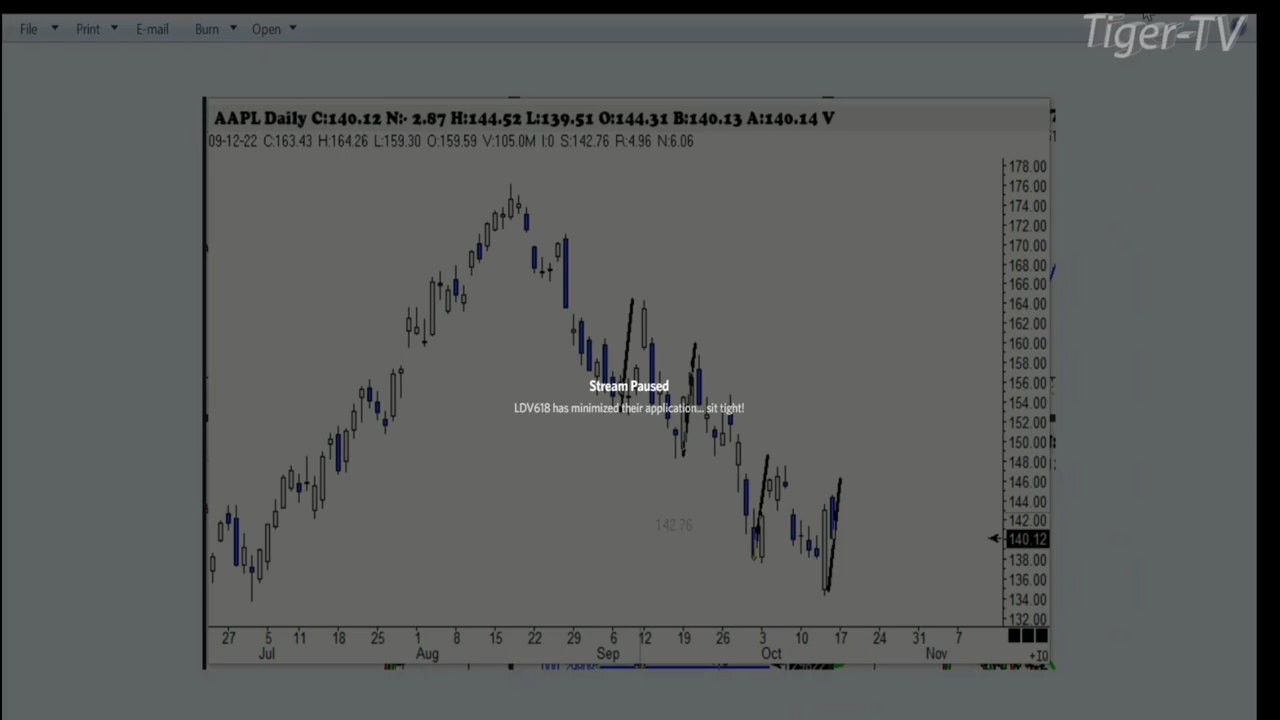 File Print E-mail Burn Open
Tiger-TV
AAPL Daily C:140.12 N:- 2.87 H:144.52 L:139.51 O:144.31 B:140.13 A:140.14 V
09-12-22 C:163.43 H:164.26 L:159.30 O:159.59 V:105.0M I:0 S:142.76 R:4.96 N:6.06
178.00
176.00
174.00
172.00
170.00
168.00
166.00
164.00
162.00
160.00
158.00
Stream Paused
156.00
LDV618 has minimized their application... sit tight!
154.00
152.00
150.00
148.00
146.00
144.00
142.76
142.00
140.12
138.00
136.00
134.00
132.00
27 5 11 18 25 1 8 15 22 29 6 12 19 26 3 10 17 24 31 7
Jul Aug Sep Oct Nov
+IQ